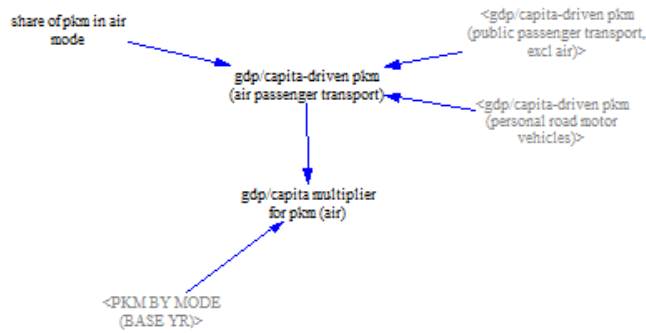 share of pkm in air
mode
<gdp/capita-driven pkm
(public passenger transport,
excl air)>
gdp/capita-driven pkm
(air passenger transport)
<gdp/capita-driven pkm
(personal road motor
vehicles)>
gdp/capita multiplier
for pkm (air)
<PKM BY MODE
(BASE YR)>